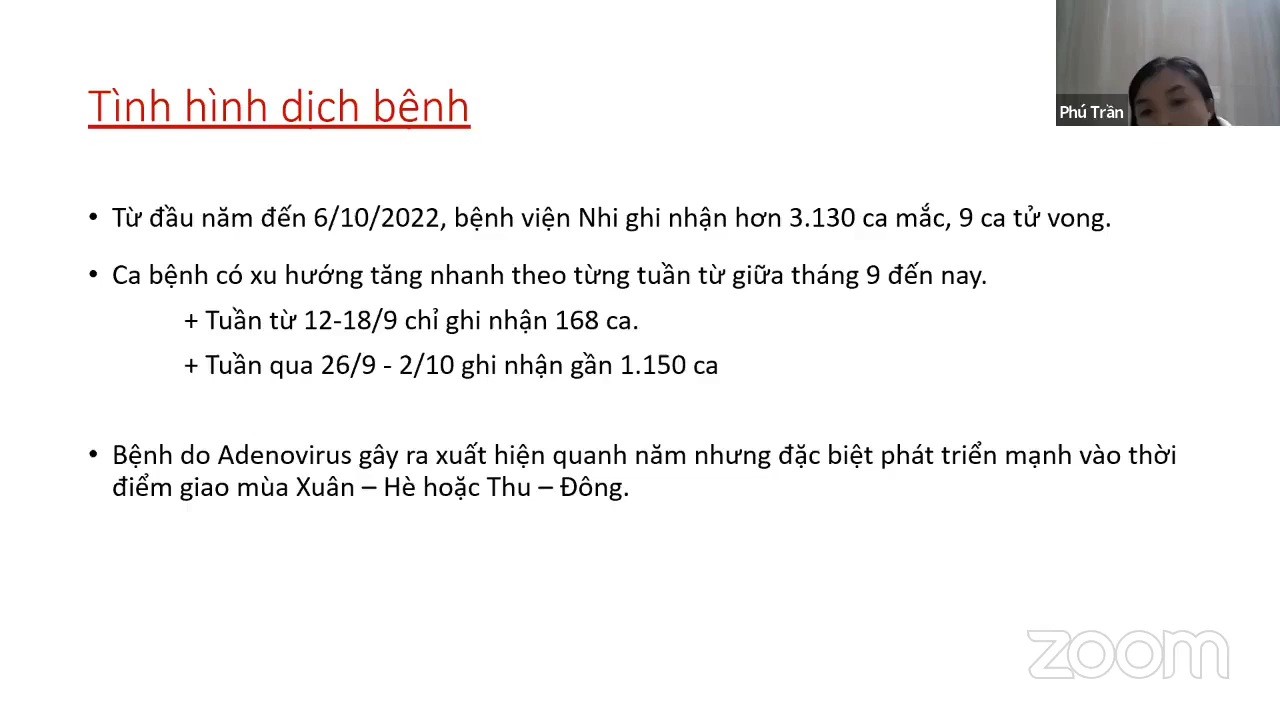 Tình hình dịch bệnh
Phú Trần
• Từ đầu năm đến 6/10/2022, bệnh viện Nhi ghi nhận hơn 3.130 ca mắc, 9 ca tử vong.
• Ca bệnh có xu hướng tăng nhanh theo từng tuần từ giữa tháng 9 đến nay.
+ Tuần từ 12-18/9 chỉ ghi nhận 168 ca.
+ Tuần qua 26/9 - 2/10 ghi nhận gần 1.150 ca
• Bệnh do Adenovirus gây ra xuất hiện quanh năm nhưng đặc biệt phát triển mạnh vào thời
điểm giao mùa Xuân – Hè hoặc Thu – Đông.
zoom